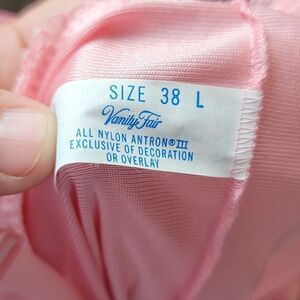 SIZE 38 L
Vanity Fair
ALL NYLON ANTRON®III
EXCLUSIVE OF DECORATION
OR OVERLAY